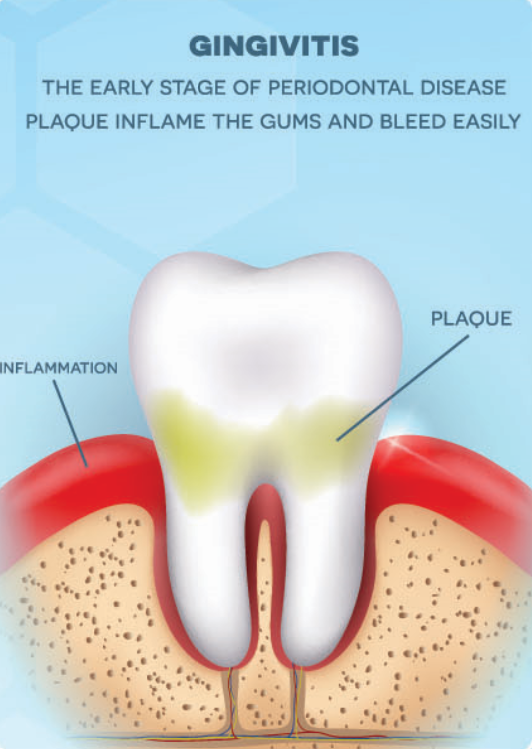 GINGIVITIS
THE EARLY STAGE OF PERIODONTAL DISEASE
PLAQUE INFLAME THE GUMS AND BLEED EASILY
PLAQUE
INFLAMMATION